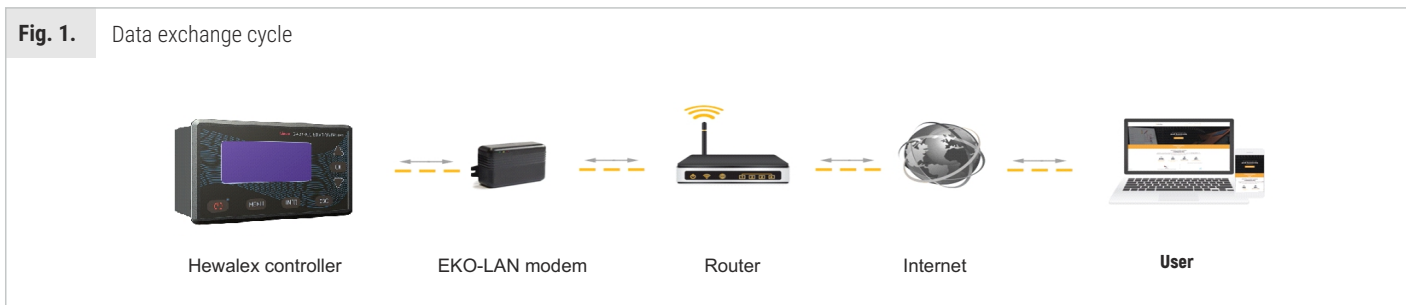 Fig. 1. Data exchange cycle
Hewalex controller EKO-LAN modem Router Internet User